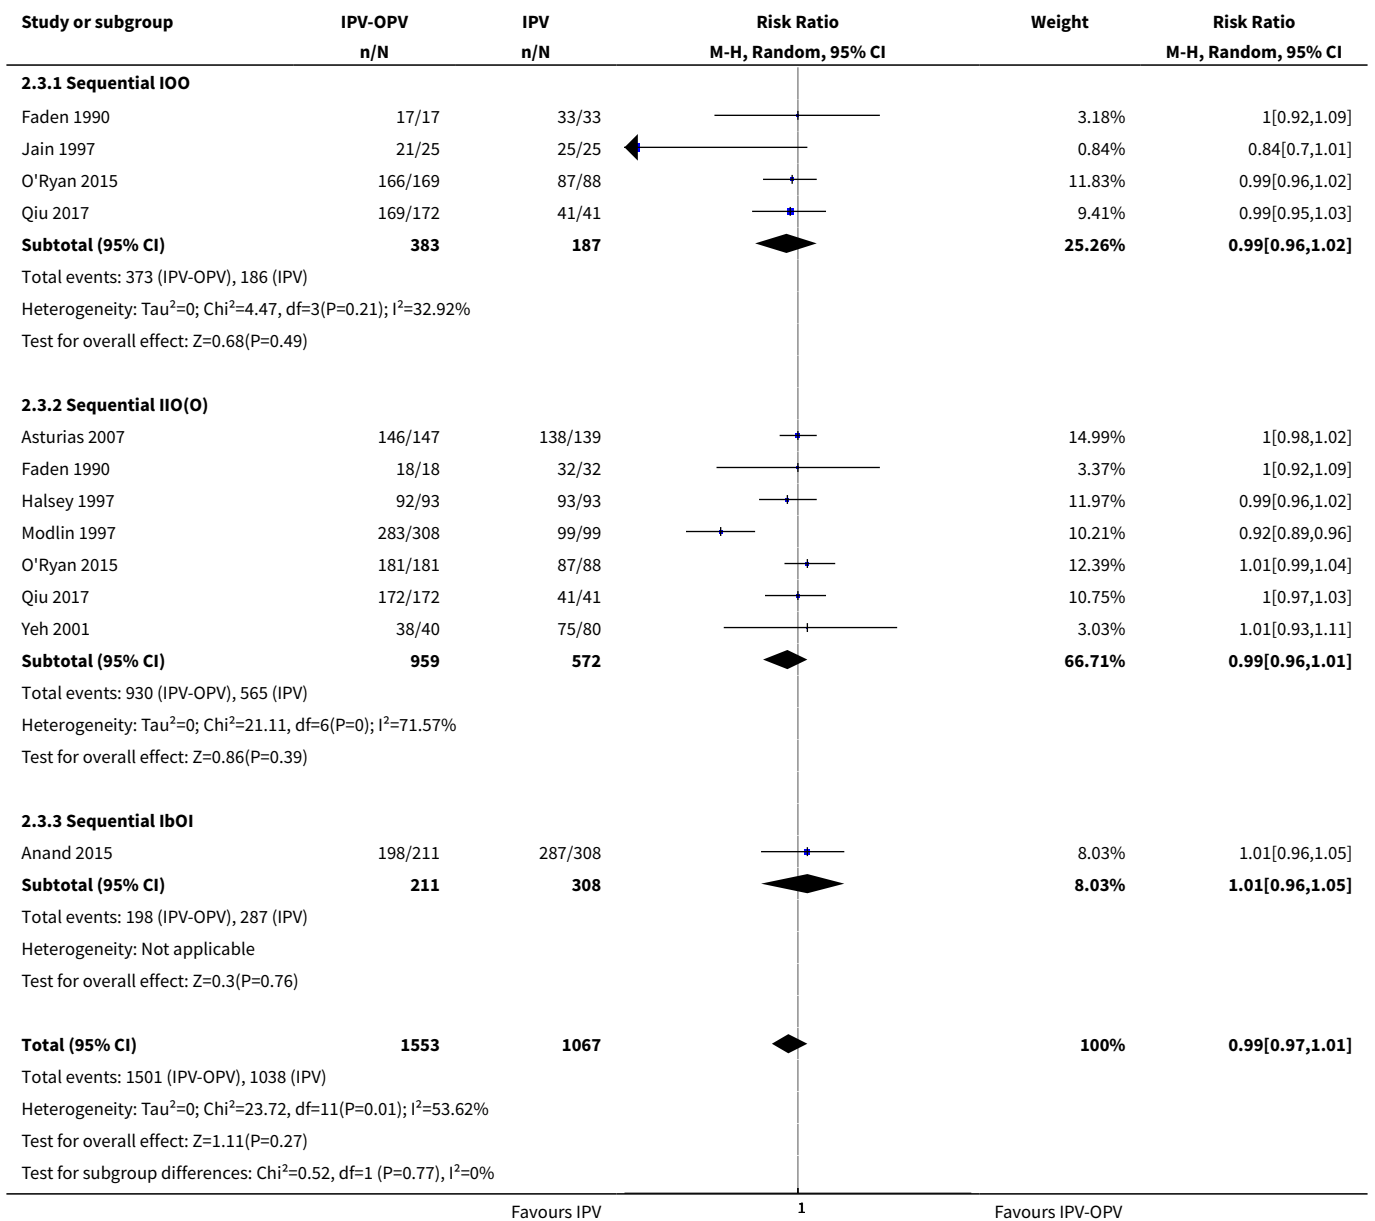 Study or subgroup IPV-OPV IPV Risk Ratio Weight Risk Ratio
n/N n/N M-H, Random, 95% CI M-H, Random, 95% CI
2.3.1 Sequential IOO
Faden 1990 17/17 33/33 3.18% 1[0.92,1.09]
Jain 1997 21/25 25/25 0.84% 0.84[0.7,1.01]
O'Ryan 2015 166/169 87/88 11.83% 0.99[0.96,1.02]
Qiu 2017 169/172 41/41 9.41% 0.99[0.95,1.03]
Subtotal (95% CI) 383 187 25.26% 0.99[0.96,1.02]
Total events: 373 (IPV-OPV), 186 (IPV)
Heterogeneity: Tau²=0; Chi²=4.47, df=3(P=0.21); I²=32.92%
Test for overall effect: Z=0.68(P=0.49)
2.3.2 Sequential IIO(O)
Asturias 2007 146/147 138/139 14.99% 1[0.98,1.02]
Faden 1990 18/18 32/32 3.37% 1[0.92,1.09]
Halsey 1997 92/93 93/93 11.97% 0.99[0.96,1.02]
Modlin 1997 283/308 99/99 10.21% 0.92[0.89,0.96]
O'Ryan 2015 181/181 87/88 12.39% 1.01[0.99,1.04]
Qiu 2017 172/172 41/41 10.75% 1[0.97,1.03]
Yeh 2001 38/40 75/80 3.03% 1.01[0.93,1.11]
Subtotal (95% CI) 959 572 66.71% 0.99[0.96,1.01]
Total events: 930 (IPV-OPV), 565 (IPV)
Heterogeneity: Tau²=0; Chi²=21.11, df=6(P=0); I²=71.57%
Test for overall effect: Z=0.86(P=0.39)
2.3.3 Sequential IbOI
Anand 2015 198/211 287/308 8.03% 1.01[0.96,1.05]
Subtotal (95% CI) 211 308 8.03% 1.01[0.96,1.05]
Total events: 198 (IPV-OPV), 287 (IPV)
Heterogeneity: Not applicable
Test for overall effect: Z=0.3(P=0.76)
Total (95% CI) 1553 1067 100% 0.99[0.97,1.01]
Total events: 1501 (IPV-OPV), 1038 (IPV)
Heterogeneity: Tau²=0; Chi²=23.72, df=11(P=0.01); I²=53.62%
Test for overall effect: Z=1.11(P=0.27)
Test for subgroup differences: Chi²=0.52, df=1 (P=0.77), I²=0%
Favours IPV 1 Favours IPV-OPV